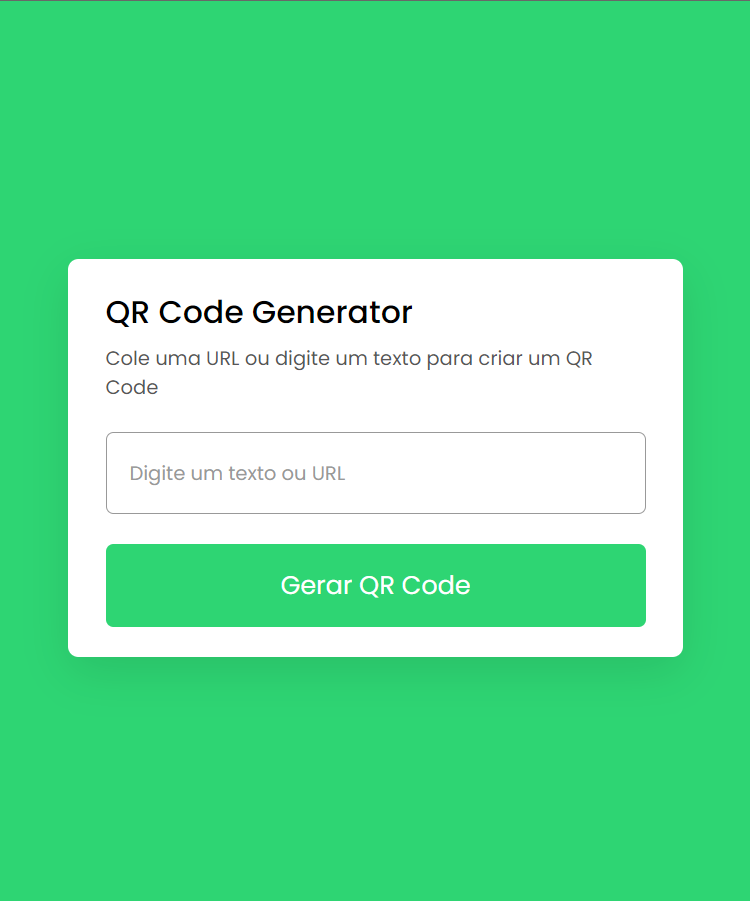 QR Code Generator
Cole uma URL ou digite um texto para criar um QR
Code
Digite um texto ou URL
Gerar QR Code